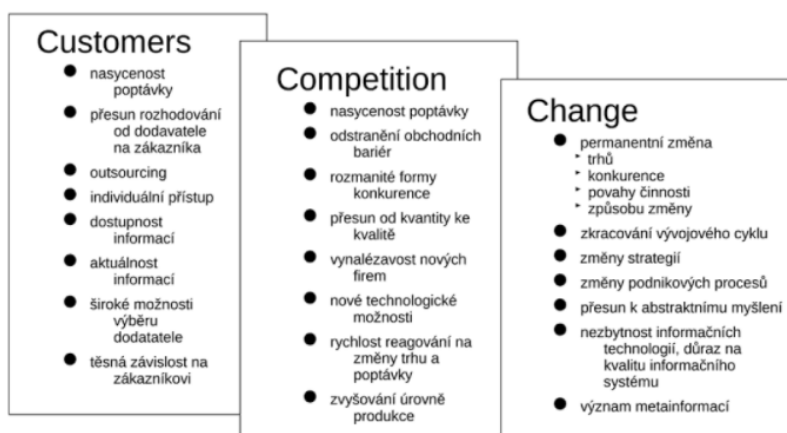 Customers
nasycenost
poptávky
přesun rozhodování
od dodavatele
na zákazníka
outsourcing
individuální přístup
dostupnost
informací
aktuálnost
informací
široké možnosti
výběru
dodatatele
těsná závislost na
zákazníkovi
Competition
nasycenost poptávky
odstranění obchodních
bariér
rozmanité formy
konkurence
přesun od kvantity ke
kvalitě
vynalézavost nových
firem
nové technologické
možnosti
rychlost reagování na
změny trhu a
poptávky
zvyšování úrovně
produkce
Change
permanentní změna
trhů
konkurence
povahy činnosti
způsobu změny
zkracování vývojového cyklu
změny strategií
změny podnikových procesů
přesun k abstraktnímu myšlení
nezbytnost informačních
technologií, důraz na
kvalitu informačního
systému
význam metainformací